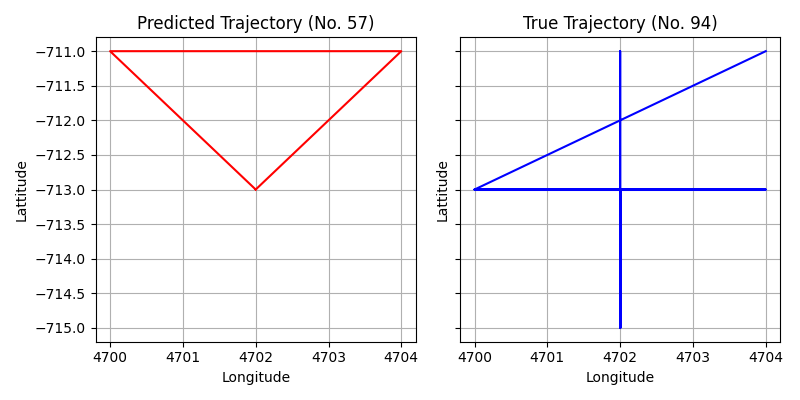 Predicted Trajectory (No. 57)
True Trajectory (No. 94)
Lattitude
−711.0
−711.5
−712.0
−712.5
−713.0
−713.5
−714.0
−714.5
−715.0
4700 4701 4702 4703 4704
Longitude
Lattitude
4700 4701 4702 4703 4704
Longitude